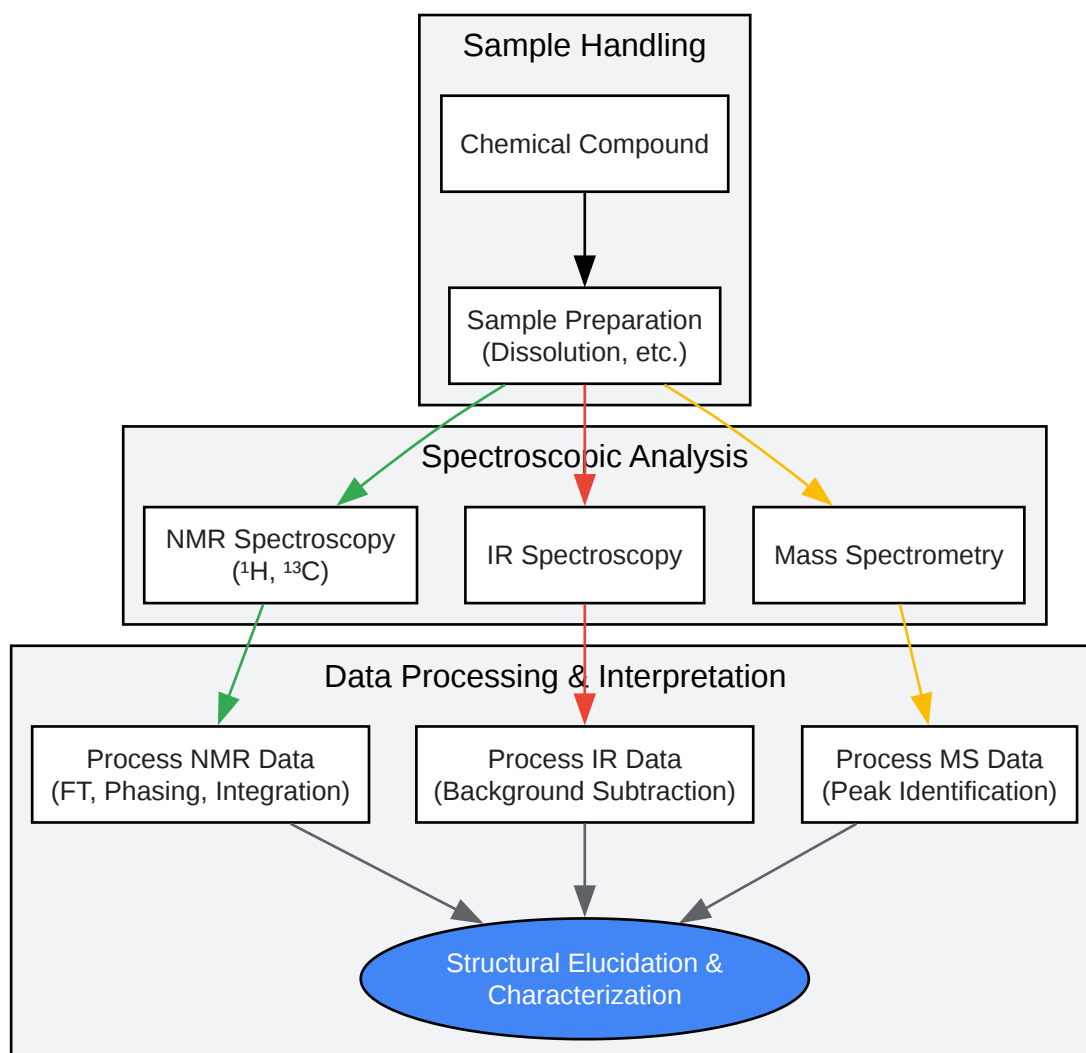 Sample Handling
Chemical Compound
Sample Preparation
(Dissolution, etc.)
Spectroscopic Analysis
NMR Spectroscopy
(¹H, ¹³C)
IR Spectroscopy
Mass Spectrometry
Data Processing & Interpretation
Process NMR Data
(FT, Phasing, Integration)
Process IR Data
(Background Subtraction)
Process MS Data
(Peak Identification)
Structural Elucidation &
Characterization